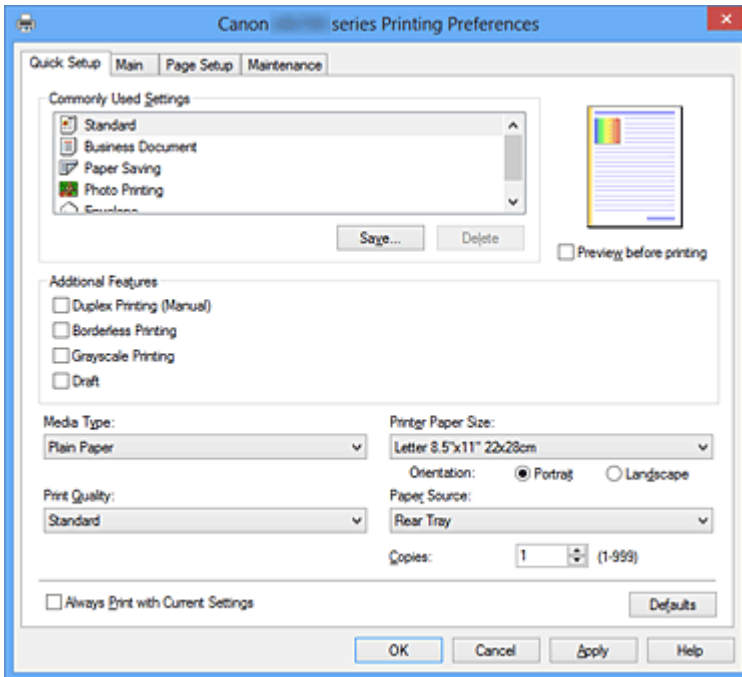 Canon series Printing Preferences
Quick Setup Main Page Setup Maintenance
Commonly Used Settings
Standard
Business Document
Paper Saving
Photo Printing
Envelope
Save... Delete
Preview before printing
Additional Features
Duplex Printing (Manual)
Borderless Printing
Grayscale Printing
Draft
Media Type: Printer Paper Size:
Plain Paper Letter 8.5"x11" 22x28cm
Orientation: Portrait Landscape
Print Quality: Paper Source:
Standard Rear Tray
Copies: 1 (1-999)
Always Print with Current Settings Defaults
OK Cancel Apply Help